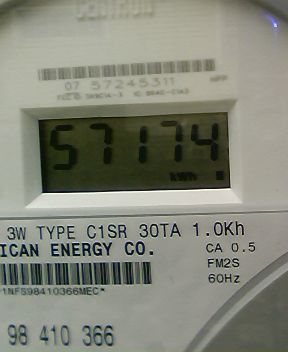 Centron
07 57245311
57174
kWh
3W TYPE C1SR 30TA 1.0Kh
ICAN ENERGY CO.
CA 0.5
FM2S
60Hz
1NFS98410366MEC*
98 410 366